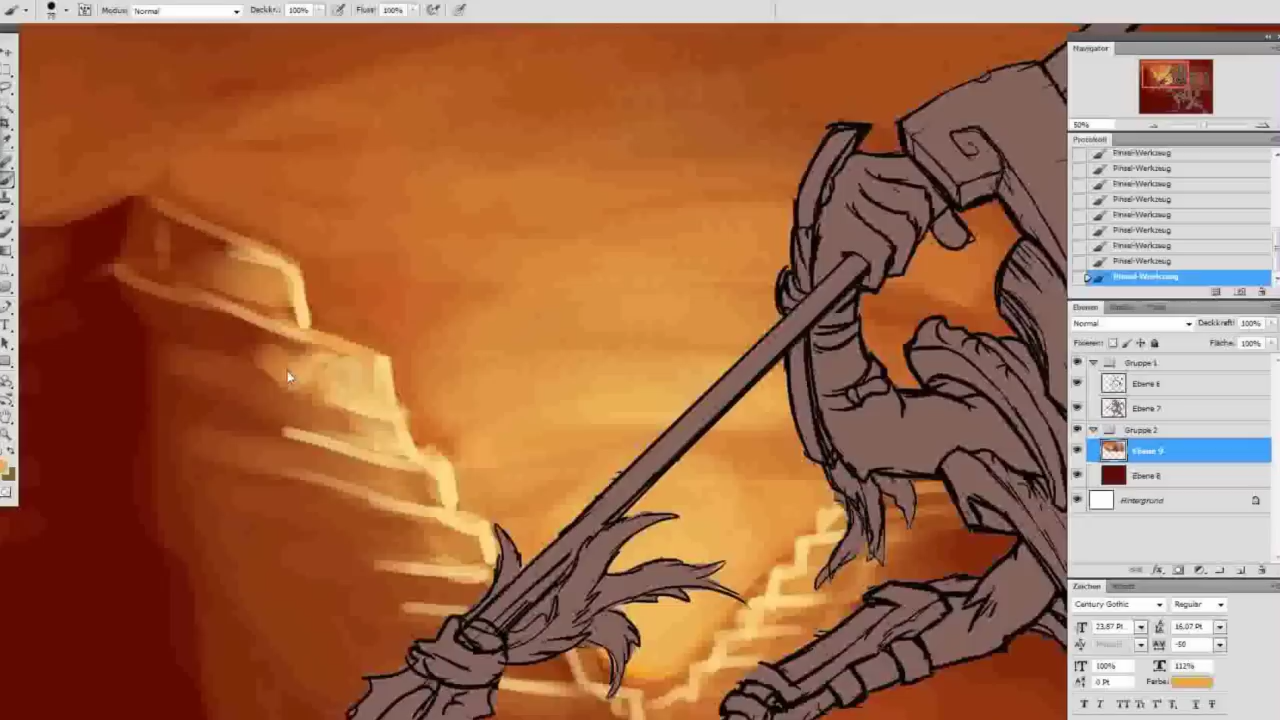 Modus: Normal Deckkr.: 100% Fluss: 100%
Navigator
50%
Protokoll
Pinsel-Werkzeug
Pinsel-Werkzeug
Pinsel-Werkzeug
Pinsel-Werkzeug
Pinsel-Werkzeug
Pinsel-Werkzeug
Pinsel-Werkzeug
Pinsel-Werkzeug
Pinsel-Werkzeug
Ebenen
Normal Deckkraft: 100%
Fixieren: Fläche: 100%
Gruppe 1
Ebene 6
Ebene 7
Gruppe 2
Ebene 9
Ebene 8
Hintergrund
Zeichen
Century Gothic Regular
23,87 Pt 16,07 Pt
-50
100% 112%
0 Pt Farbe: